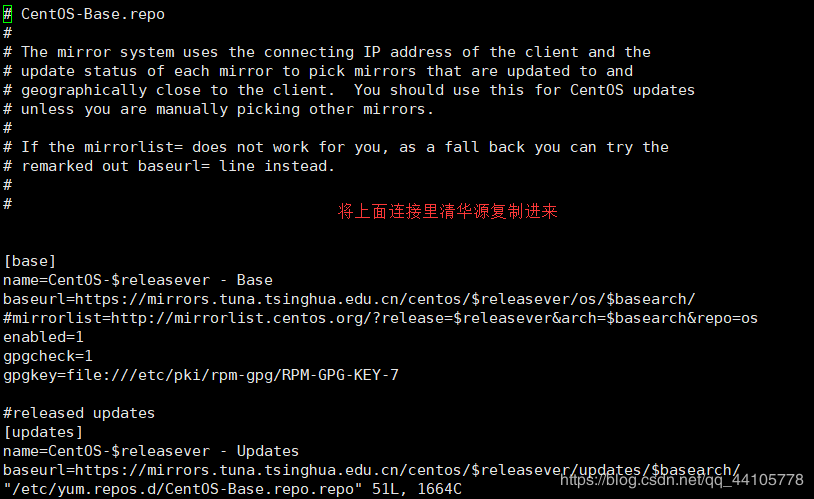 # CentOS-Base.repo
#
# The mirror system uses the connecting IP address of the client and the
# update status of each mirror to pick mirrors that are updated to and
# geographically close to the client.  You should use this for CentOS updates
# unless you are manually picking other mirrors.
#
# If the mirrorlist= does not work for you, as a fall back you can try the
# remarked out baseurl= line instead.
#
#
将上面连接里清华源复制进来
[base]
name=CentOS-$releasever - Base
baseurl=https://mirrors.tuna.tsinghua.edu.cn/centos/$releasever/os/$basearch/
#mirrorlist=http://mirrorlist.centos.org/?release=$releasever&arch=$basearch&repo=os
enabled=1
gpgcheck=1
gpgkey=file:///etc/pki/rpm-gpg/RPM-GPG-KEY-7
#released updates
[updates]
name=CentOS-$releasever - Updates
baseurl=https://mirrors.tuna.tsinghua.edu.cn/centos/$releasever/updates/$basearch/
"/etc/yum.repos.d/CentOS-Base.repo.repo" 51L, 1664C
https://blog.csdn.net/qq_44105778